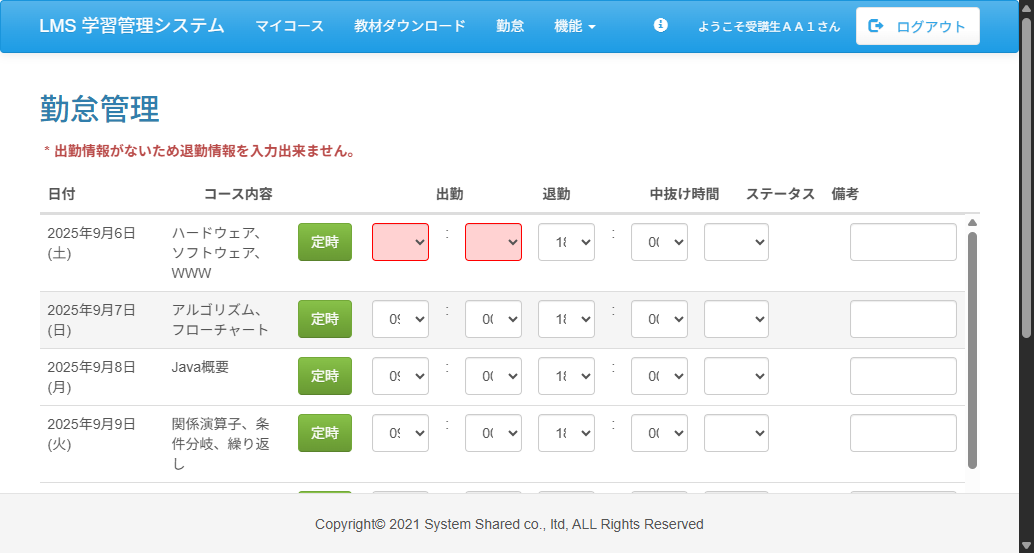 LMS 学習管理システム マイコース 教材ダウンロード 勤怠 機能 ようこそ受講生ＡＡ１さん ログアウト
勤怠管理
* 出勤情報がないため退勤情報を入力出来ません。
日付 コース内容 出勤 退勤 中抜け時間 ステータス 備考
2025年9月6日 ハードウェア、 定時 : 18 : 00
(土) ソフトウェア、
WWW
2025年9月7日 アルゴリズム、 定時 09 : 00 18 : 00
(日) フローチャート
2025年9月8日 Java概要 定時 09 : 00 18 : 00
(月)
2025年9月9日 関係演算子、条 定時 09 : 00 18 : 00
(火) 件分岐、繰り返
し
Copyright© 2021 System Shared co., ltd, ALL Rights Reserved